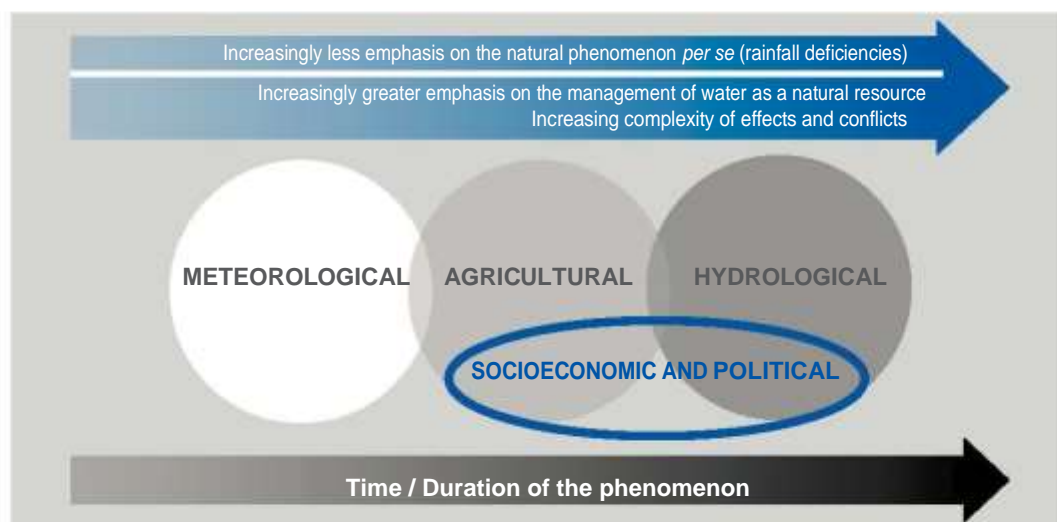 Increasingly less emphasis on the natural phenomenon per se (rainfall deficiencies)
Increasingly greater emphasis on the management of water as a natural resource
Increasing complexity of effects and conflicts
METEOROLOGICAL
AGRICULTURAL
HYDROLOGICAL
SOCIOECONOMIC AND POLITICAL
Time / Duration of the phenomenon